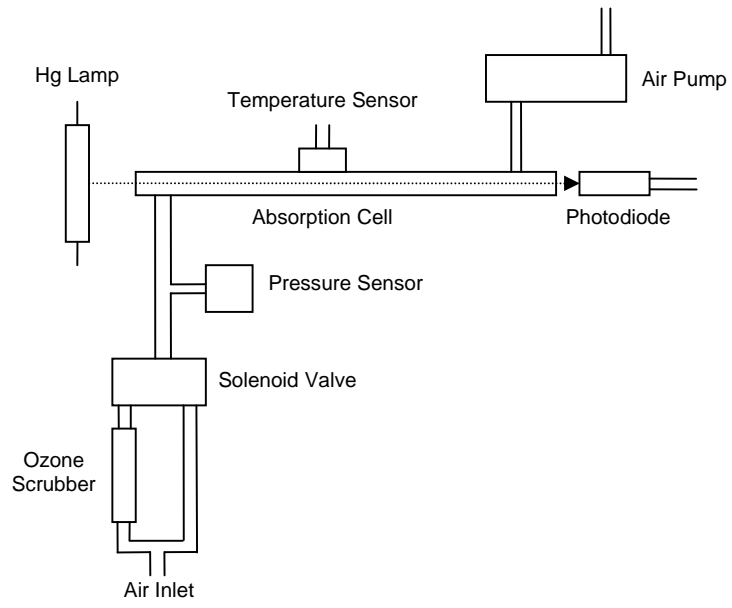 Hg Lamp
Air Pump
Temperature Sensor
Absorption Cell
Photodiode
Pressure Sensor
Solenoid Valve
Ozone
Scrubber
Air Inlet